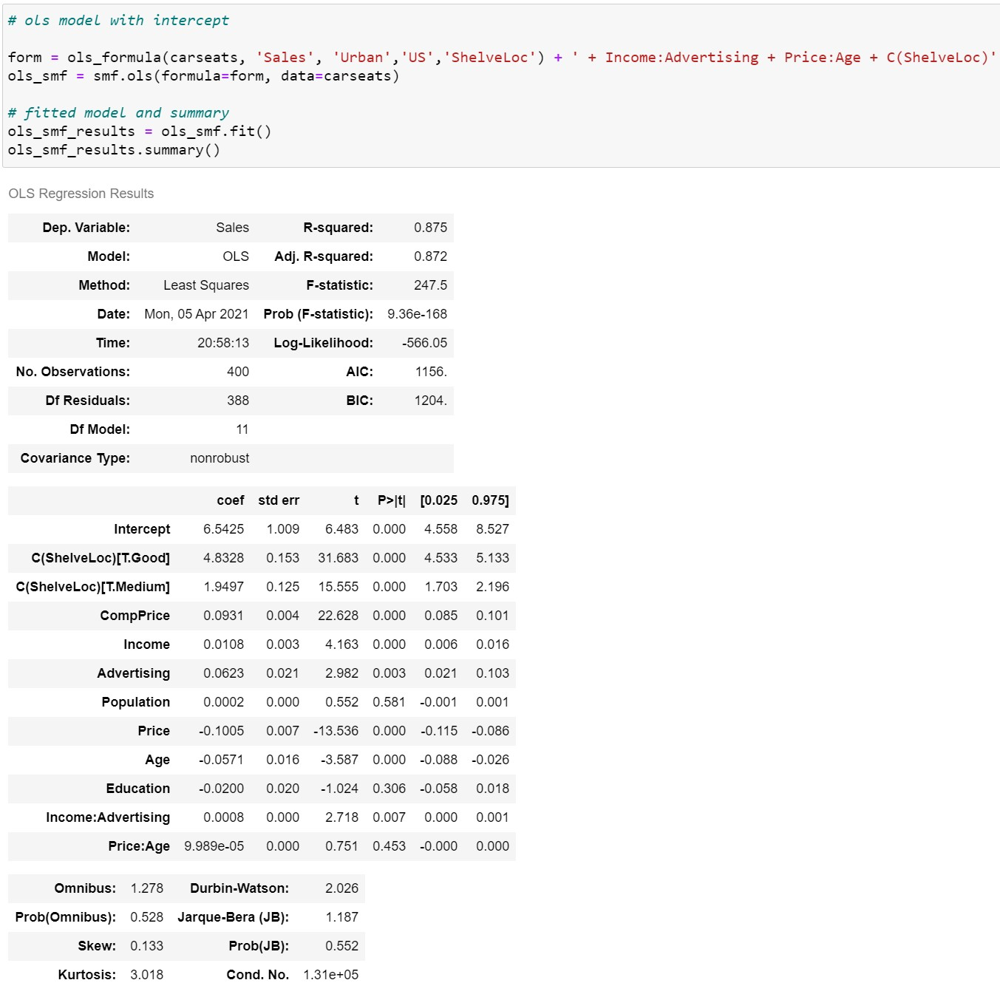 # ols model with intercept
form = ols_formula(carseats, 'Sales', 'Urban','US','ShelveLoc') + ' + Income:Advertising + Price:Age + C(ShelveLoc)'
ols_smf = smf.ols(formula=form, data=carseats)
# fitted model and summary
ols_smf_results = ols_smf.fit()
ols_smf_results.summary()
OLS Regression Results
Dep. Variable: Sales R-squared: 0.875
Model: OLS Adj. R-squared: 0.872
Method: Least Squares F-statistic: 247.5
Date: Mon, 05 Apr 2021 Prob (F-statistic): 9.36e-168
Time: 20:58:13 Log-Likelihood: -566.05
No. Observations: 400 AIC: 1156.
Df Residuals: 388 BIC: 1204.
Df Model: 11
Covariance Type: nonrobust
coef std err t P>|t| [0.025 0.975]
Intercept 6.5425 1.009 6.483 0.000 4.558 8.527
C(ShelveLoc)[T.Good] 4.8328 0.153 31.683 0.000 4.533 5.133
C(ShelveLoc)[T.Medium] 1.9497 0.125 15.555 0.000 1.703 2.196
CompPrice 0.0931 0.004 22.628 0.000 0.085 0.101
Income 0.0108 0.003 4.163 0.000 0.006 0.016
Advertising 0.0623 0.021 2.982 0.003 0.021 0.103
Population 0.0002 0.000 0.552 0.581 -0.001 0.001
Price -0.1005 0.007 -13.536 0.000 -0.115 -0.086
Age -0.0571 0.016 -3.587 0.000 -0.088 -0.026
Education -0.0200 0.020 -1.024 0.306 -0.058 0.018
Income:Advertising 0.0008 0.000 2.718 0.007 0.000 0.001
Price:Age 9.989e-05 0.000 0.751 0.453 -0.000 0.000
Omnibus: 1.278 Durbin-Watson: 2.026
Prob(Omnibus): 0.528 Jarque-Bera (JB): 1.187
Skew: 0.133 Prob(JB): 0.552
Kurtosis: 3.018 Cond. No. 1.31e+05